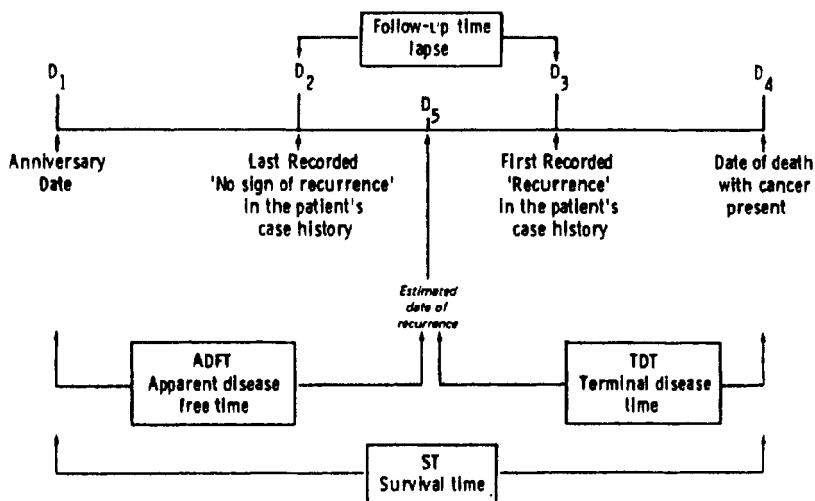 Follow-up time
lapse
D1
D2
D3
D4
D5
Anniversary
Date
Last Recorded
'No sign of recurrence'
in the patient's
case history
First Recorded
'Recurrence'
in the patient's
case history
Date of death
with cancer
present
Estimated
date of
recurrence
ADFT
Apparent disease
free time
TDT
Terminal disease
time
ST
Survival time